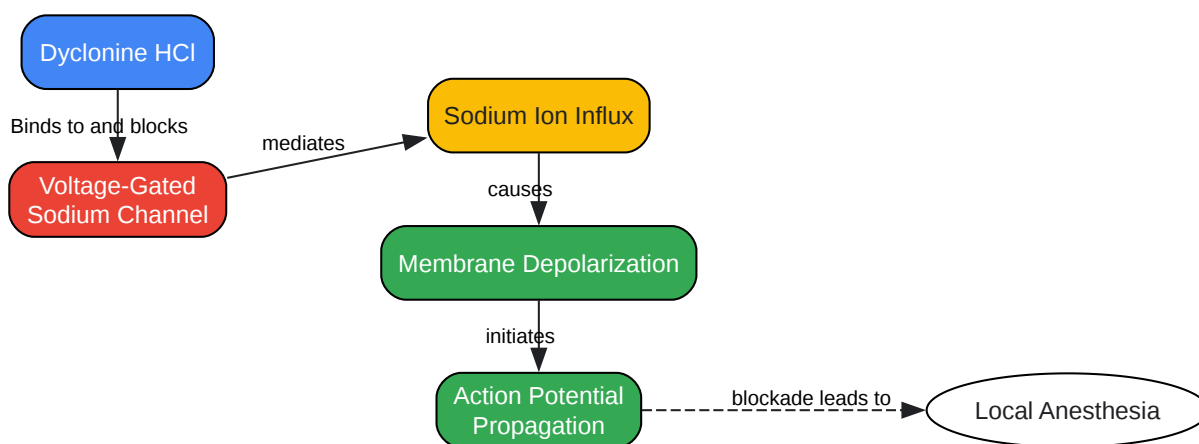 Dyclonine HCl
Binds to and blocks
Voltage-Gated
Sodium Channel
mediates
Sodium Ion Influx
causes
Membrane Depolarization
initiates
Action Potential
Propagation
blockade leads to
Local Anesthesia